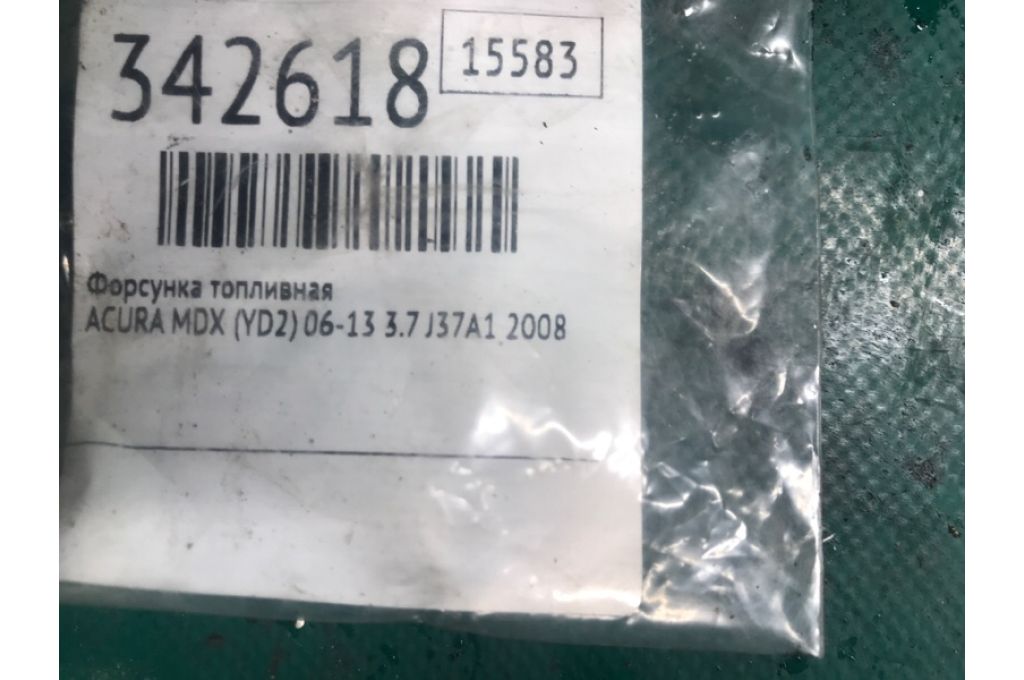 342618 15583
Форсунка топливная
ACURA MDX (YD2) 06-13 3.7 J37A1 2008